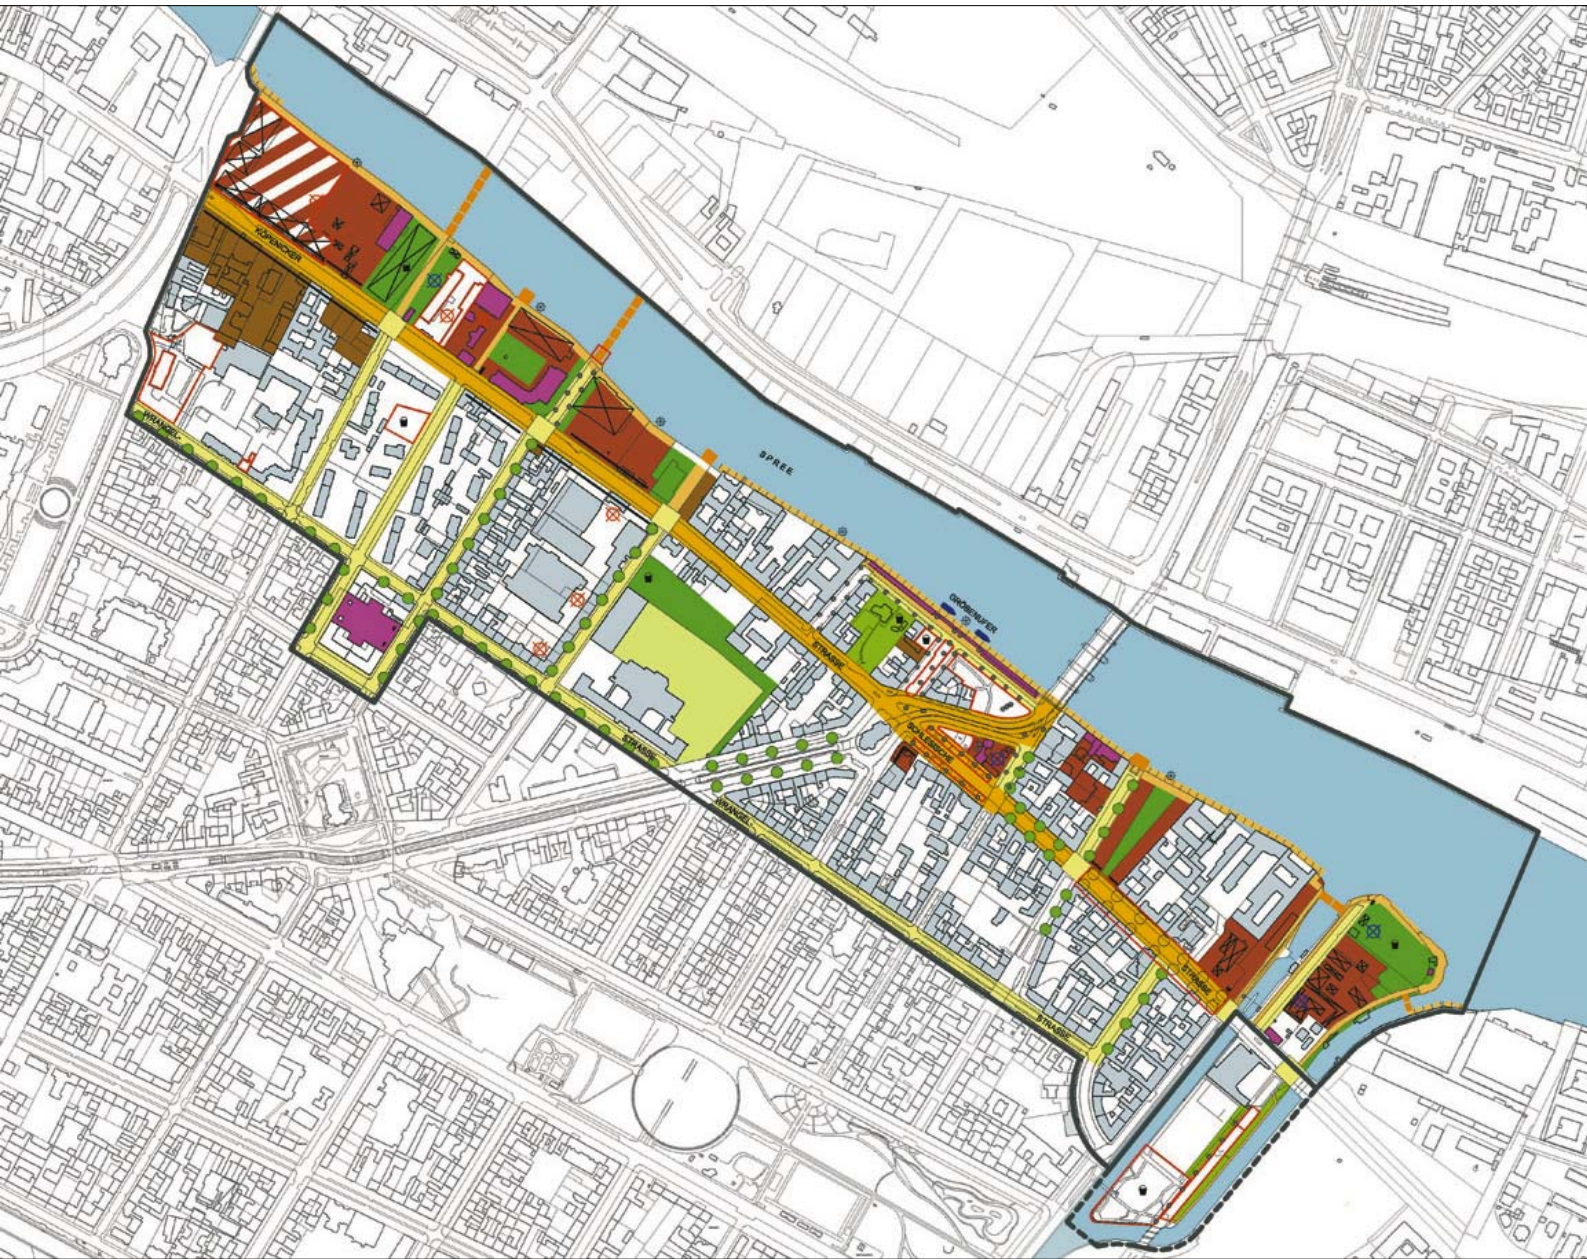 KÖPENICKER
WRANGEL-
SPREE
GRÖBENUFER
STRASSE
SCHLESISCHE
STRASSE
WRANGEL-
STRASSE
STRASSE